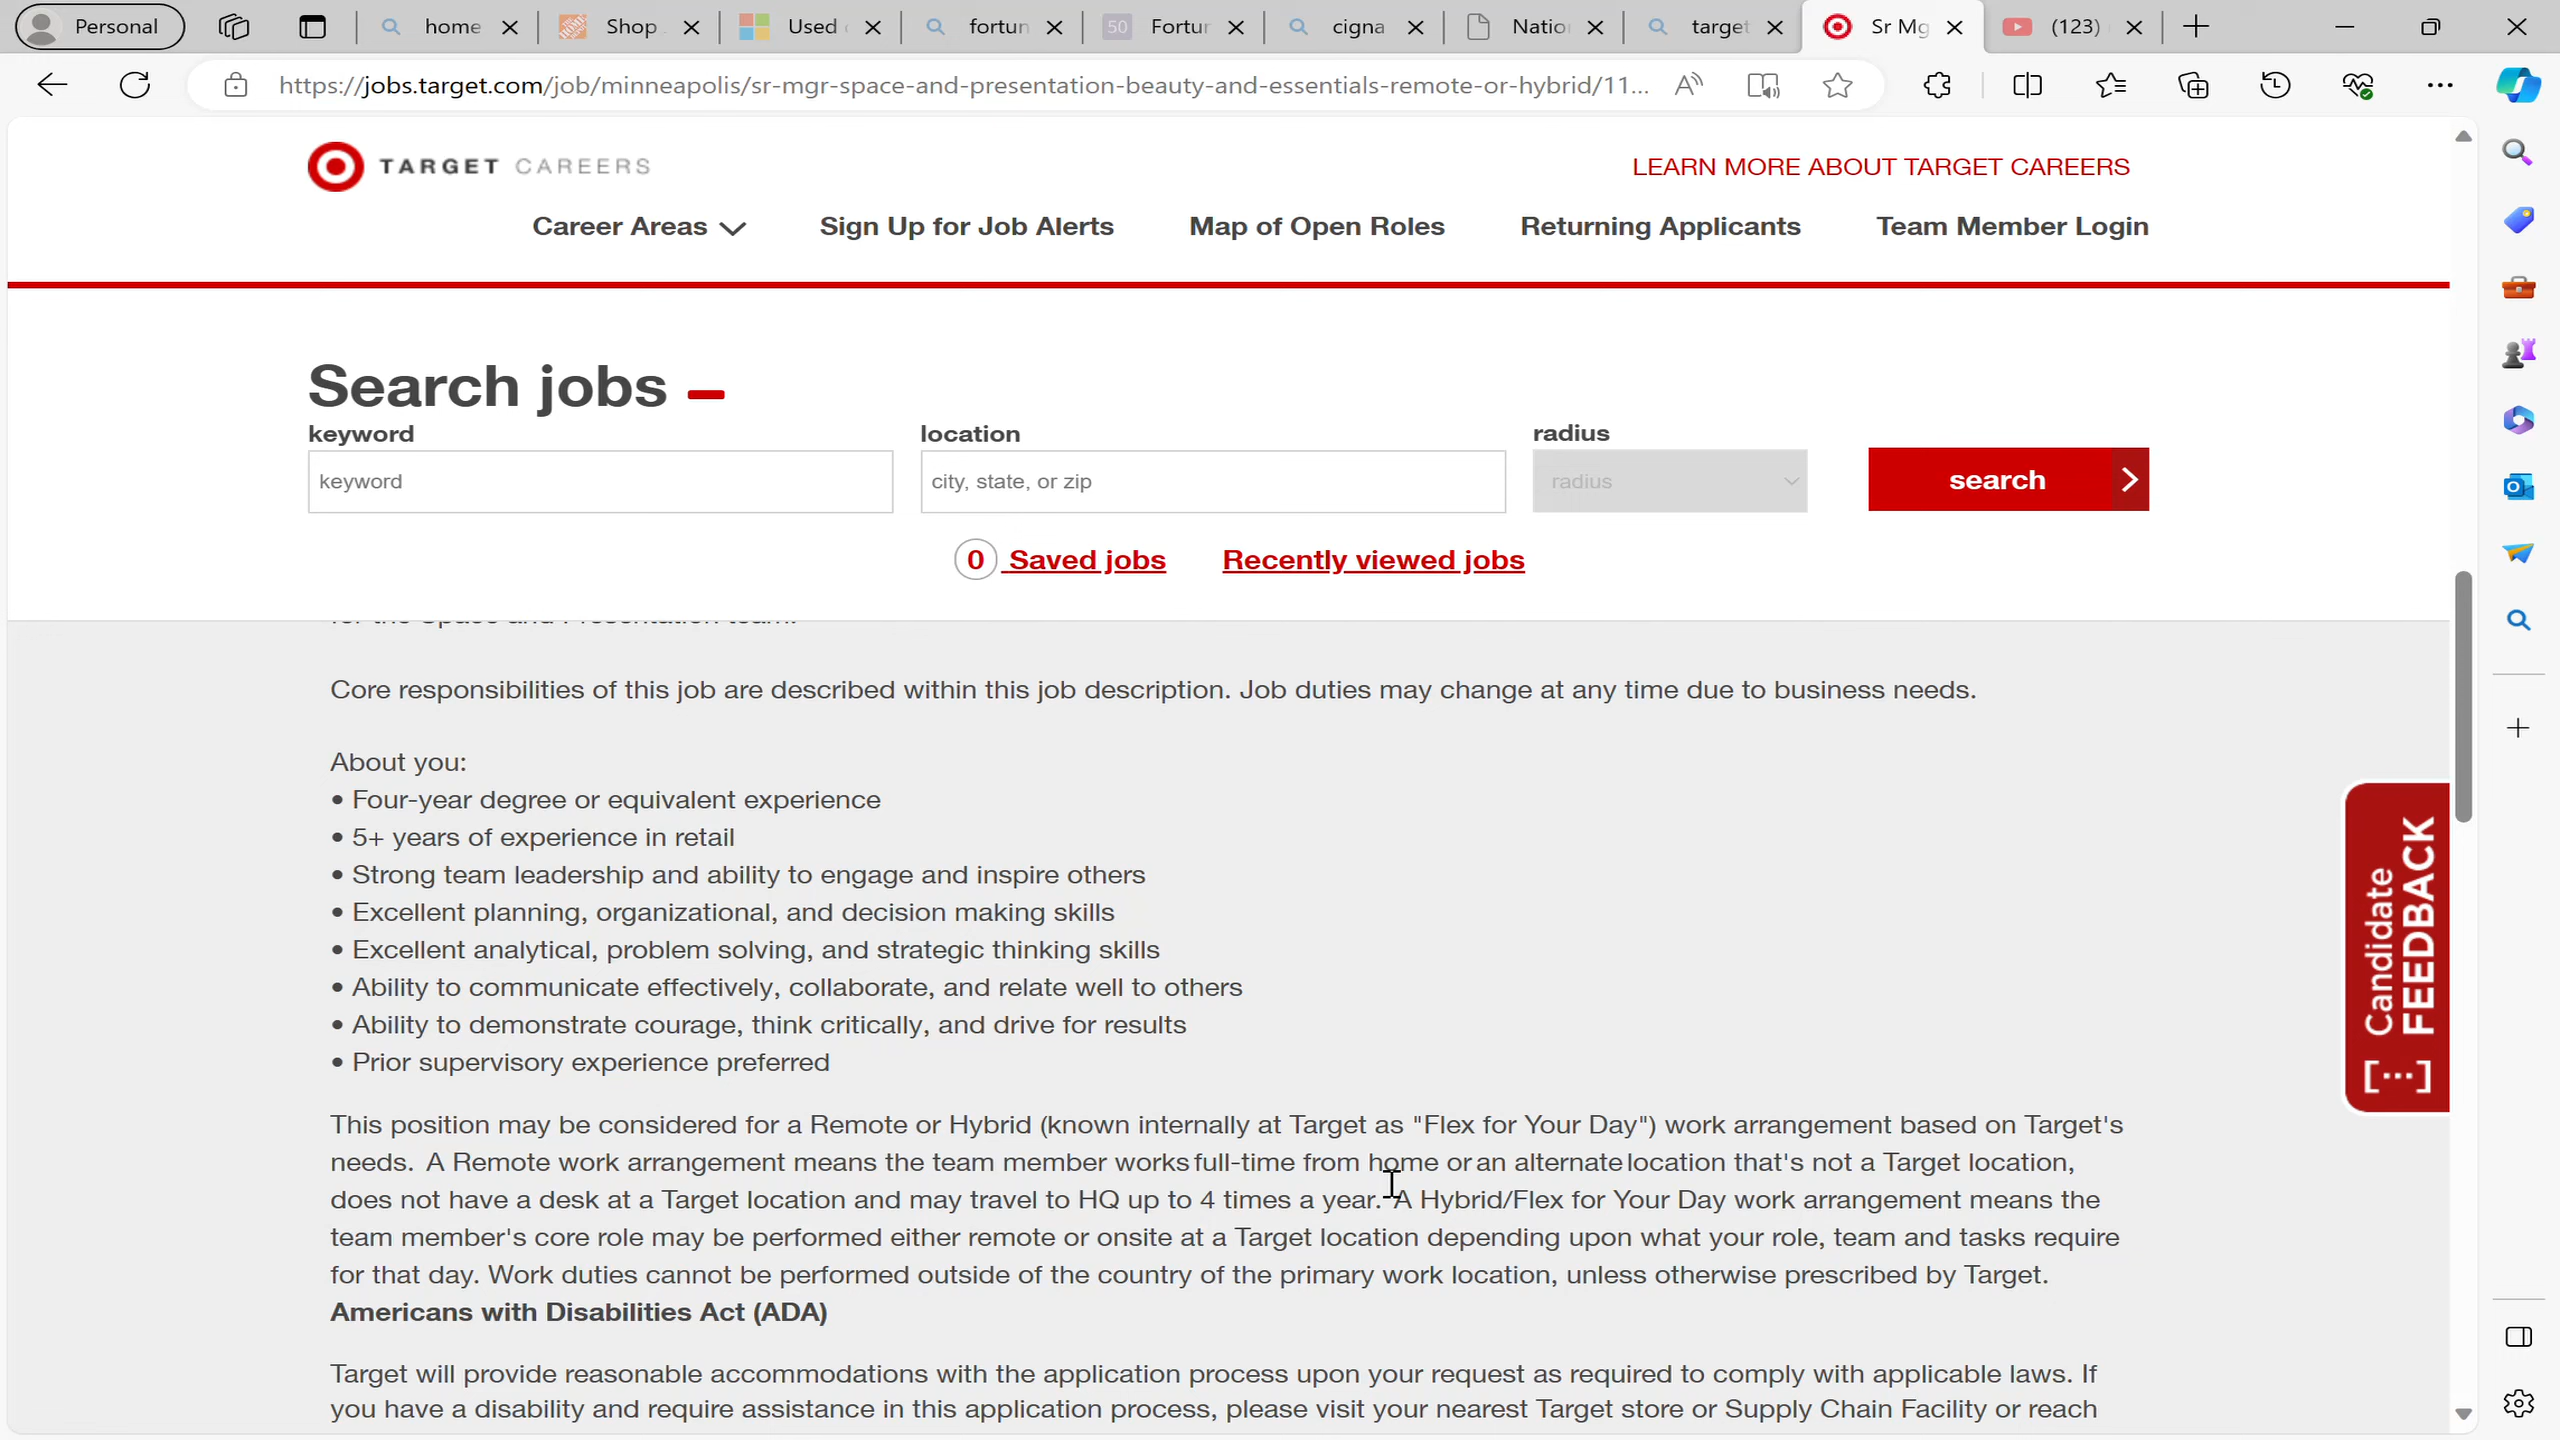 Personal
home
Shop
Used
fortun
50
Fortur
cigna
Natio
target
Sr Mg
(123)
https://jobs.target.com/job/minneapolis/sr-mgr-space-and-presentation-beauty-and-essentials-remote-or-hybrid/11...
TARGET CAREERS
LEARN MORE ABOUT TARGET CAREERS
Career Areas
Sign Up for Job Alerts
Map of Open Roles
Returning Applicants
Team Member Login
Search jobs
keyword
location
radius
keyword
city, state, or zip
radius
search
0 Saved jobs
Recently viewed jobs
for the Space and Presentation team.
Core responsibilities of this job are described within this job description. Job duties may change at any time due to business needs.
About you:
• Four-year degree or equivalent experience
• 5+ years of experience in retail
• Strong team leadership and ability to engage and inspire others
• Excellent planning, organizational, and decision making skills
• Excellent analytical, problem solving, and strategic thinking skills
• Ability to communicate effectively, collaborate, and relate well to others
• Ability to demonstrate courage, think critically, and drive for results
• Prior supervisory experience preferred
This position may be considered for a Remote or Hybrid (known internally at Target as "Flex for Your Day") work arrangement based on Target's
needs. A Remote work arrangement means the team member works full-time from home or an alternate location that's not a Target location,
does not have a desk at a Target location and may travel to HQ up to 4 times a year. A Hybrid/Flex for Your Day work arrangement means the
team member's core role may be performed either remote or onsite at a Target location depending upon what your role, team and tasks require
for that day. Work duties cannot be performed outside of the country of the primary work location, unless otherwise prescribed by Target.
Americans with Disabilities Act (ADA)
Target will provide reasonable accommodations with the application process upon your request as required to comply with applicable laws. If
you have a disability and require assistance in this application process, please visit your nearest Target store or Supply Chain Facility or reach
Candidate
FEEDBACK